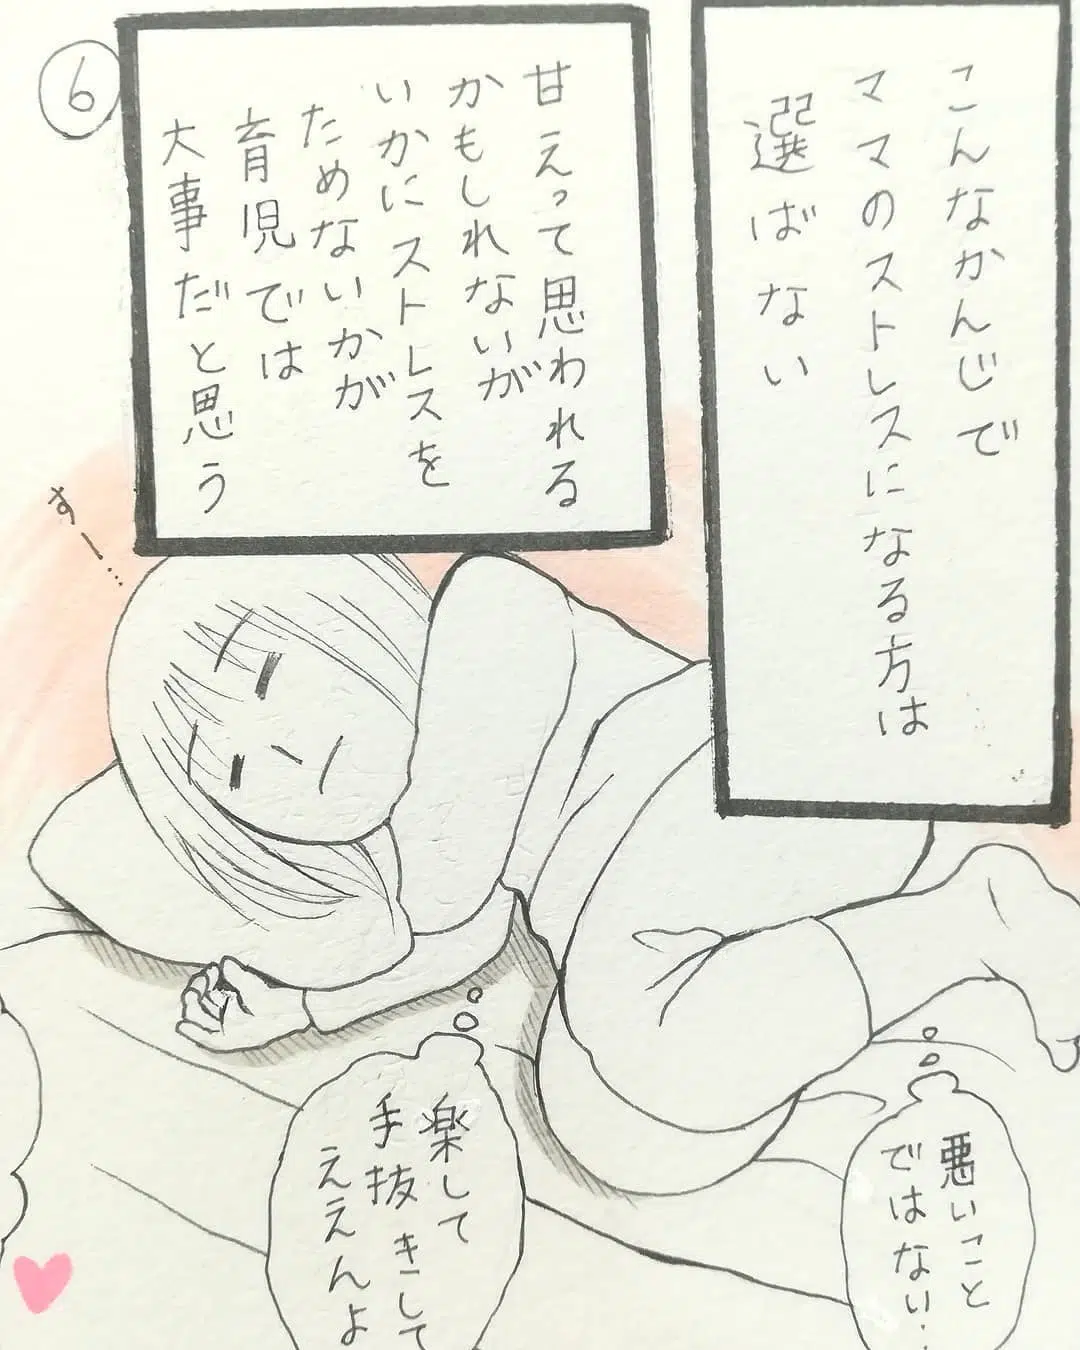 こんなかんじで
ママのストレスになる方は
選ばない
甘えって思われる
かもしれないが
いかにストレスを
ためないかが
育児では
大事だと思う
6
すー…
悪いこと
ではない…
楽して
手抜きして
ええんよ